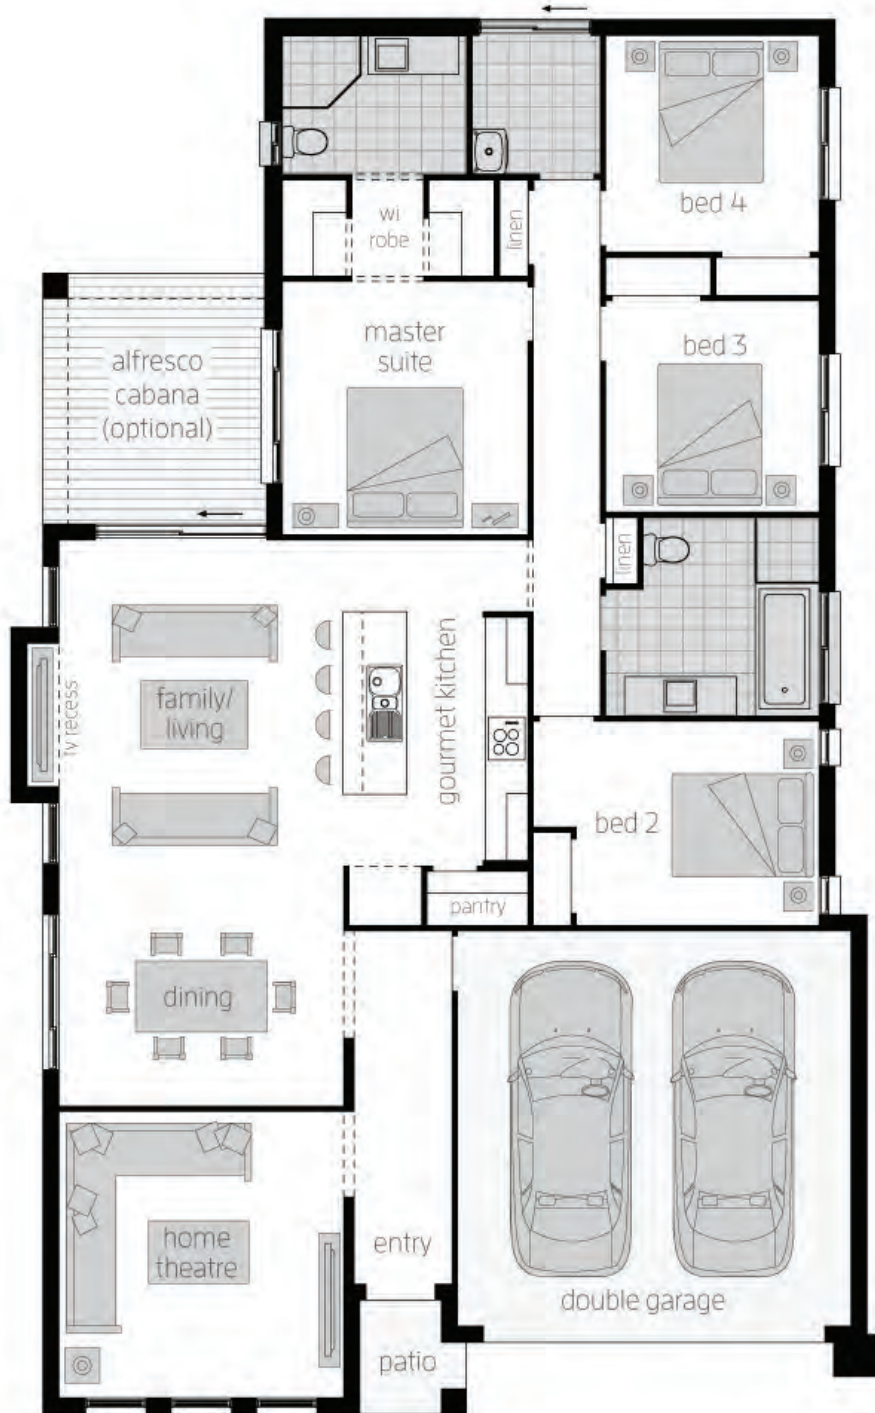 wi
robe
linen
bed 4
master
suite
bed 3
alfresco
cabana
(optional)
linen
tv recess
family/
living
gourmet kitchen
bed 2
pantry
dining
home
theatre
entry
double garage
patio